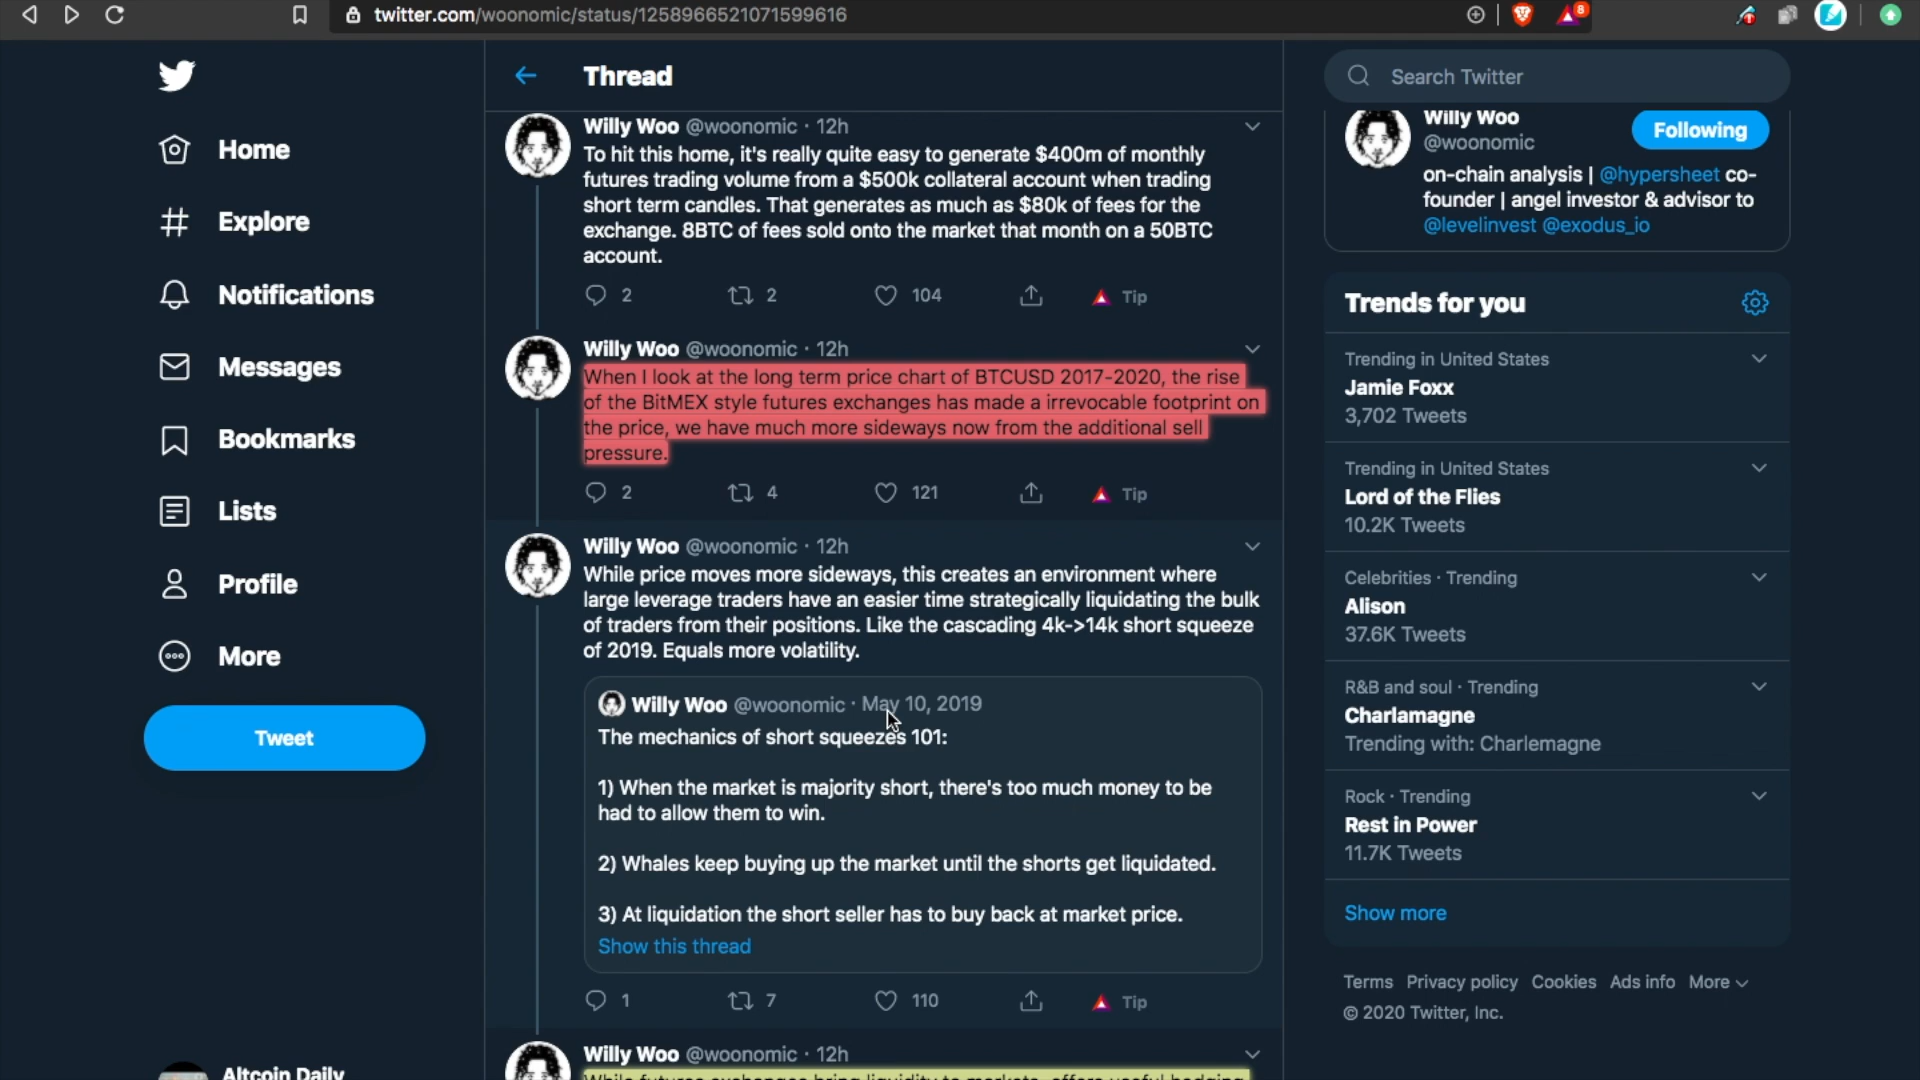 twitter.com/woonomic/status/1258966521071599616
8
Home
Explore
Notifications
Messages
Bookmarks
Lists
Profile
More
Tweet
Altcoin Daily
Thread
Willy Woo @woonomic · 12h
To hit this home, it's really quite easy to generate $400m of monthly
futures trading volume from a $500k collateral account when trading
short term candles. That generates as much as $80k of fees for the
exchange. 8BTC of fees sold onto the market that month on a 50BTC
account.
2 2 104 Tip
Willy Woo @woonomic · 12h
When I look at the long term price chart of BTCUSD 2017-2020, the rise
of the BitMEX style futures exchanges has made a irrevocable footprint on
the price, we have much more sideways now from the additional sell
pressure.
2 4 121 Tip
Willy Woo @woonomic · 12h
While price moves more sideways, this creates an environment where
large leverage traders have an easier time strategically liquidating the bulk
of traders from their positions. Like the cascading 4k->14k short squeeze
of 2019. Equals more volatility.
Willy Woo @woonomic · May 10, 2019
The mechanics of short squeezes 101:
1) When the market is majority short, there's too much money to be
had to allow them to win.
2) Whales keep buying up the market until the shorts get liquidated.
3) At liquidation the short seller has to buy back at market price.
Show this thread
1 7 110 Tip
Willy Woo @woonomic · 12h
While futures exchanges bring liquidity to markets, offers useful hedging
Search Twitter
Willy Woo
@woonomic
Following
on-chain analysis | @hypersheet co-
founder | angel investor & advisor to
@levelinvest @exodus_io
Trends for you
Trending in United States
Jamie Foxx
3,702 Tweets
Trending in United States
Lord of the Flies
10.2K Tweets
Celebrities · Trending
Alison
37.6K Tweets
R&B and soul · Trending
Charlamagne
Trending with: Charlemagne
Rock · Trending
Rest in Power
11.7K Tweets
Show more
Terms Privacy policy Cookies Ads info More
© 2020 Twitter, Inc.